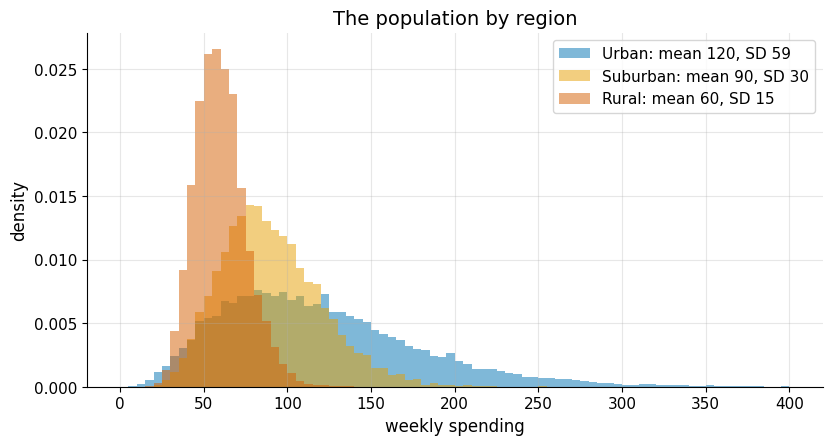 The population by region
Urban: mean 120, SD 59
Suburban: mean 90, SD 30
Rural: mean 60, SD 15
density
0.025
0.020
0.015
0.010
0.005
0.000
0 50 100 150 200 250 300 350 400
weekly spending